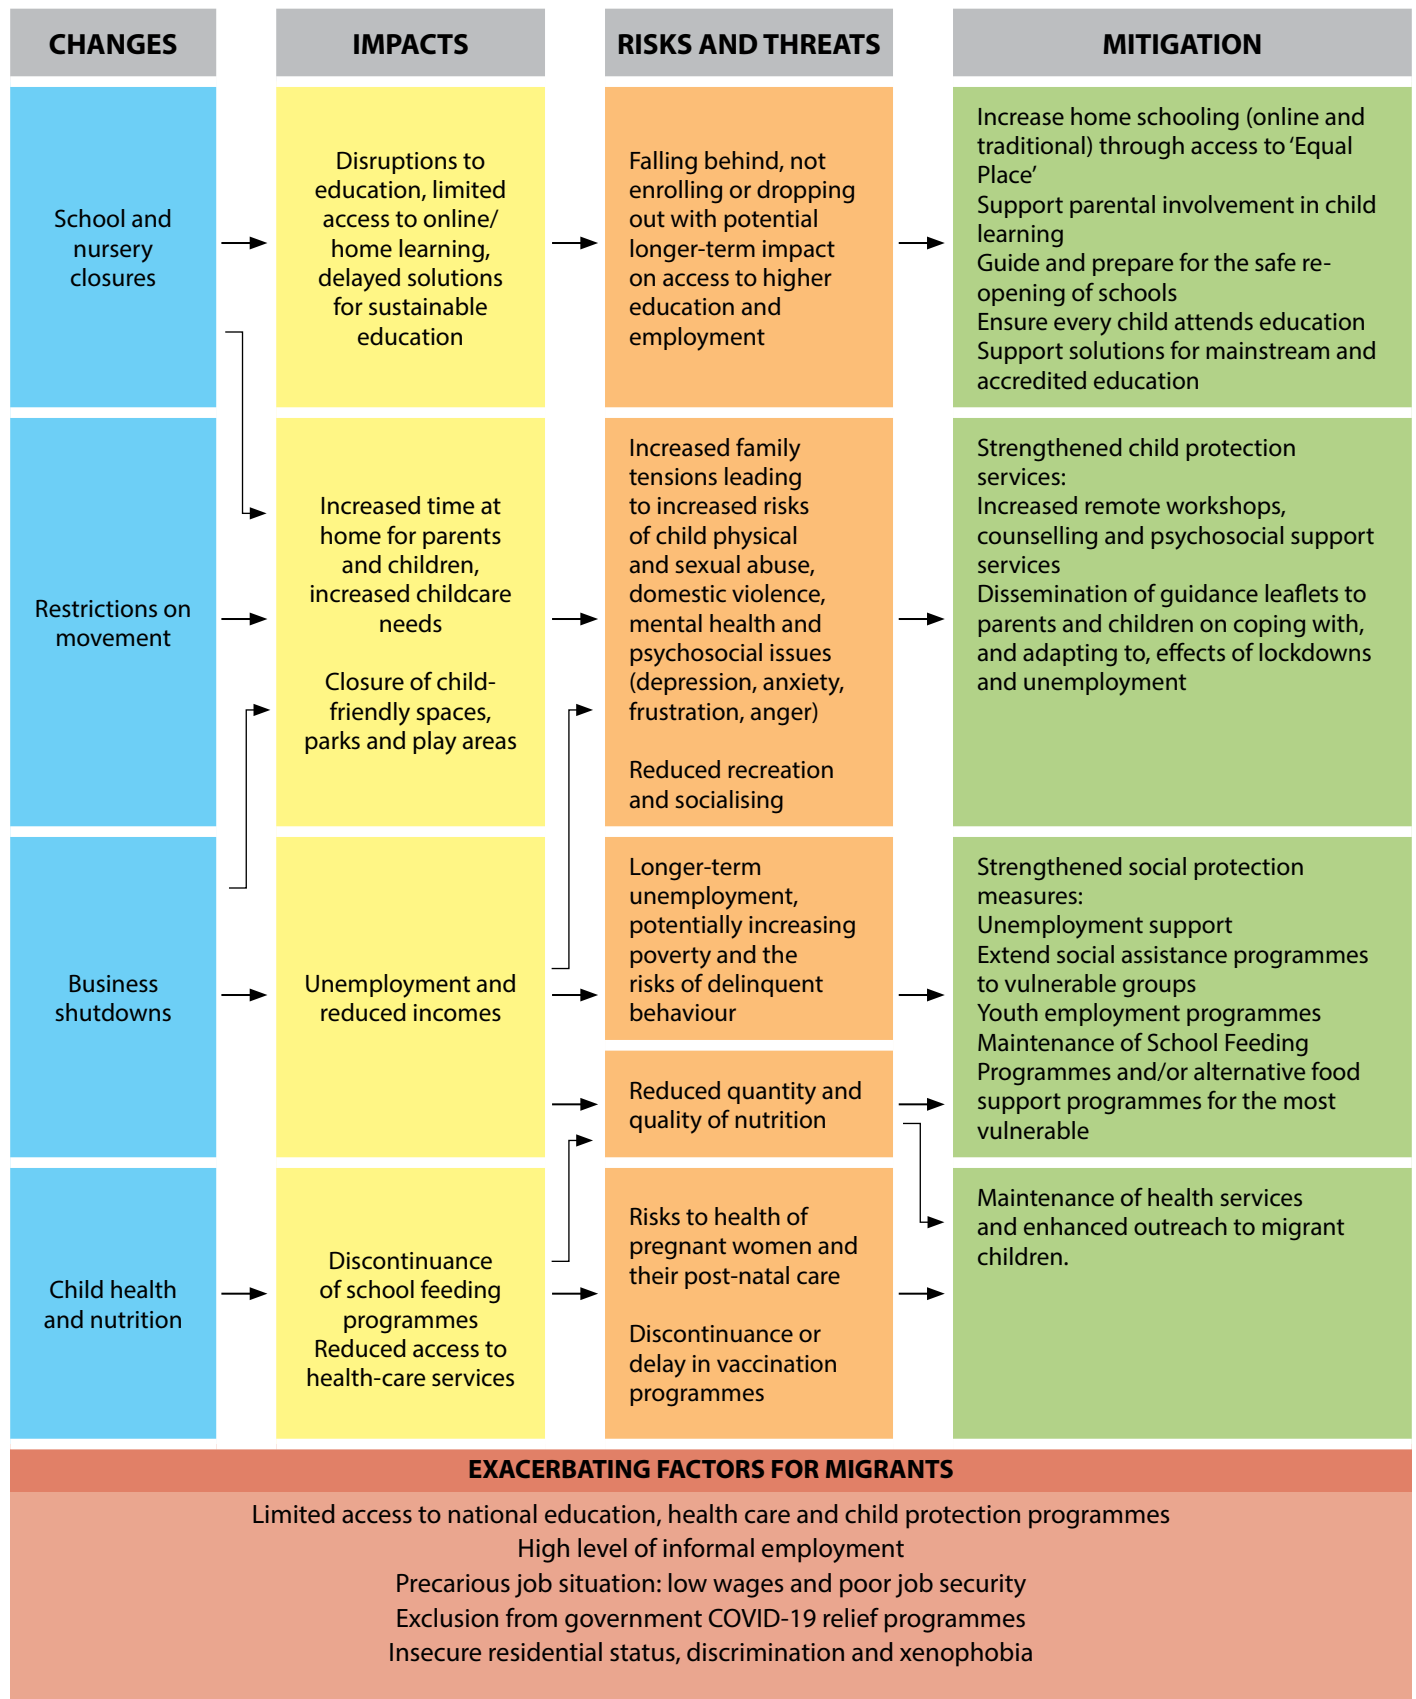 CHANGES
IMPACTS
RISKS AND THREATS
MITIGATION
School and
nursery
closures
Disruptions to
education, limited
access to online/
home learning,
delayed solutions
for sustainable
education
Falling behind, not
enrolling or dropping
out with potential
longer-term impact
on access to higher
education and
employment
Increase home schooling (online and
traditional) through access to ‘Equal
Place’
Support parental involvement in child
learning
Guide and prepare for the safe re-
opening of schools
Ensure every child attends education
Support solutions for mainstream and
accredited education
Restrictions on
movement
Increased time at
home for parents
and children,
increased childcare
needs
Closure of child-
friendly spaces,
parks and play areas
Increased family
tensions leading
to increased risks
of child physical
and sexual abuse,
domestic violence,
mental health and
psychosocial issues
(depression, anxiety,
frustration, anger)
Reduced recreation
and socialising
Strengthened child protection
services:
Increased remote workshops,
counselling and psychosocial support
services
Dissemination of guidance leaflets to
parents and children on coping with,
and adapting to, effects of lockdowns
and unemployment
Business
shutdowns
Unemployment and
reduced incomes
Longer-term
unemployment,
potentially increasing
poverty and the
risks of delinquent
behaviour
Reduced quantity and
quality of nutrition
Strengthened social protection
measures:
Unemployment support
Extend social assistance programmes
to vulnerable groups
Youth employment programmes
Maintenance of School Feeding
Programmes and/or alternative food
support programmes for the most
vulnerable
Child health
and nutrition
Discontinuance
of school feeding
programmes
Reduced access to
health-care services
Risks to health of
pregnant women and
their post-natal care
Discontinuance or
delay in vaccination
programmes
Maintenance of health services
and enhanced outreach to migrant
children.
EXACERBATING FACTORS FOR MIGRANTS
Limited access to national education, health care and child protection programmes
High level of informal employment
Precarious job situation: low wages and poor job security
Exclusion from government COVID-19 relief programmes
Insecure residential status, discrimination and xenophobia